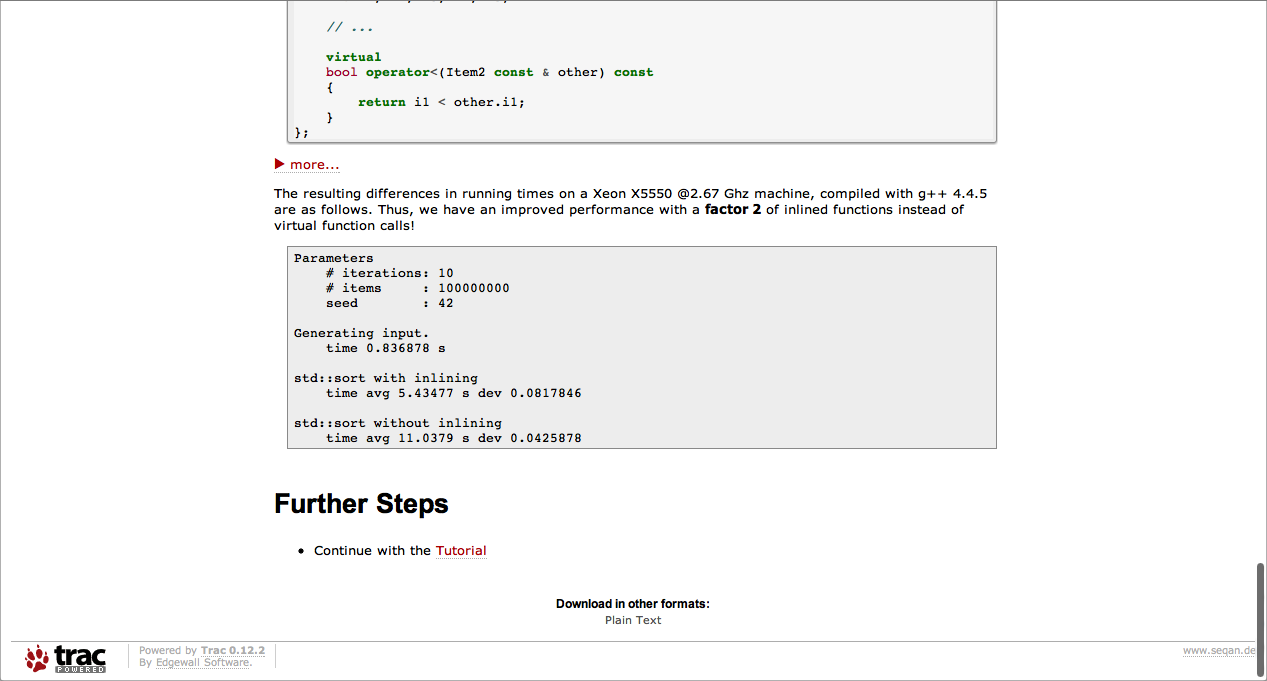 // ...
virtual
bool operator<(Item2 const & other) const
{
return i1 < other.i1;
}
};
more...
The resulting differences in running times on a Xeon X5550 @2.67 Ghz machine, compiled with g++ 4.4.5
are as follows. Thus, we have an improved performance with a factor 2 of inlined functions instead of
virtual function calls!
Parameters
# iterations: 10
# items : 100000000
seed : 42
Generating input.
time 0.836878 s
std::sort with inlining
time avg 5.43477 s dev 0.0817846
std::sort without inlining
time avg 11.0379 s dev 0.0425878
Further Steps
• Continue with the Tutorial
Download in other formats:
Plain Text
trac
POWERED
Powered by Trac 0.12.2
By Edgewall Software.
www.seqan.de